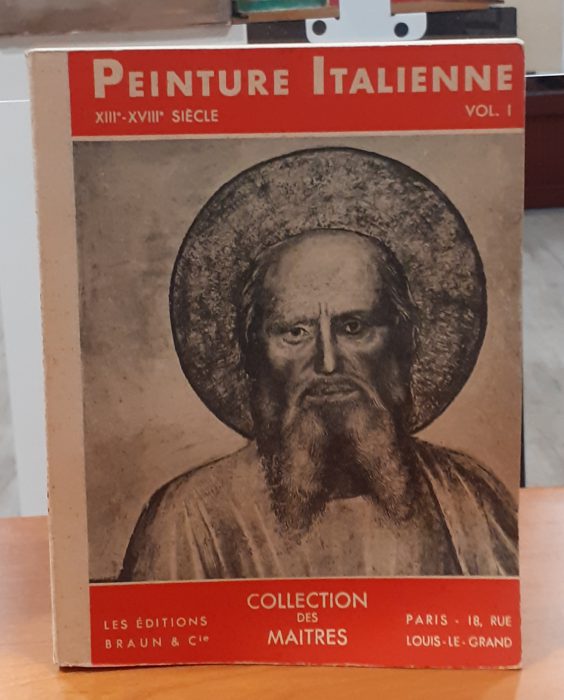 PEINTURE ITALIENNE
XIIIe-XVIIIe SIÈCLE VOL. I
LES ÉDITIONS
BRAUN & Cie
COLLECTION
DES
MAITRES
PARIS - 18, RUE
LOUIS-LE-GRAND